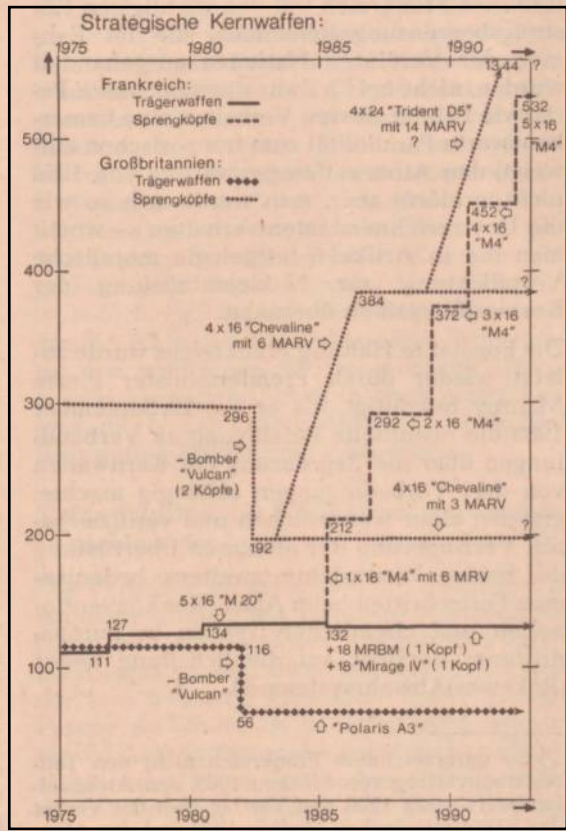 Strategische Kernwaffen:
1975 1980 1985 1990
Frankreich:
Trägerwaffen
Sprengköpfe
Großbritannien:
Trägerwaffen
Sprengköpfe
1344 ?
4×24 "Trident D5"
mit 14 MARV
?
532
5×16
"M4"
500
452
4×16
"M4"
400
384
?
372
3×16
"M4"
4×16 "Chevaline"
mit 6 MARV
300
296
292
2×16 "M4"
–Bomber
"Vulcan"
(2 Köpfe)
4×16 "Chevaline"
mit 3 MARV
212
?
200
192
1×16 "M4" mit 6 MRV
5×16 "M 20"
127
134
132
+18 MRBM (1 Kopf)
+18 "Mirage IV" (1 Kopf)
111
116
100
–Bomber
"Vulcan"
56
"Polaris A3"
1975 1980 1985 1990